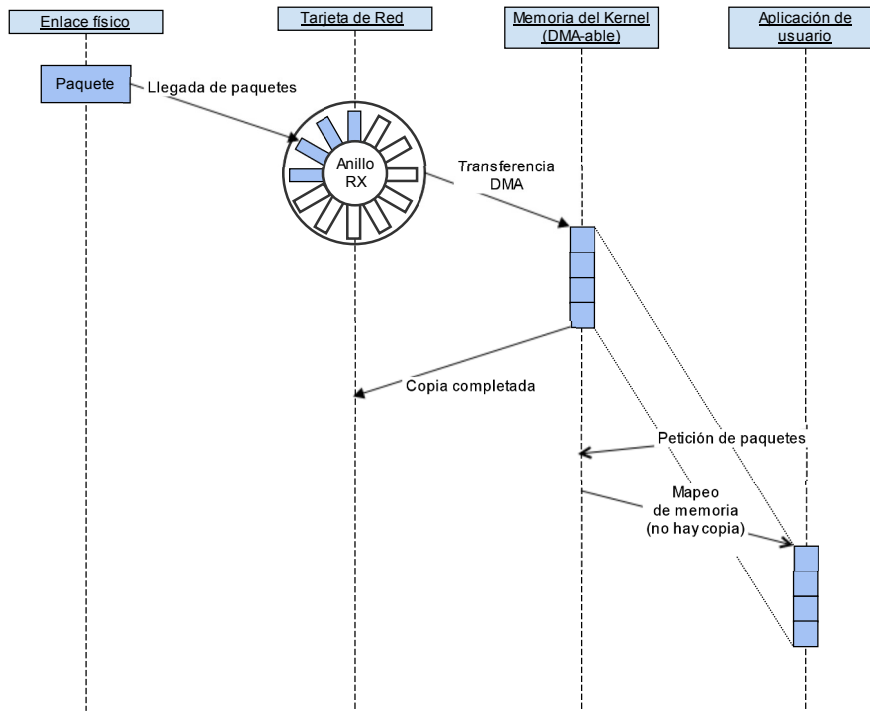 Enlace físico
Tarjeta de Red
Memoria del Kernel
(DMA-able)
Aplicación de
usuario
Paquete
Llegada de paquetes
Anillo
RX
Transferencia
DMA
Copia completada
Petición de paquetes
Mapeo
de memoria
(no hay copia)